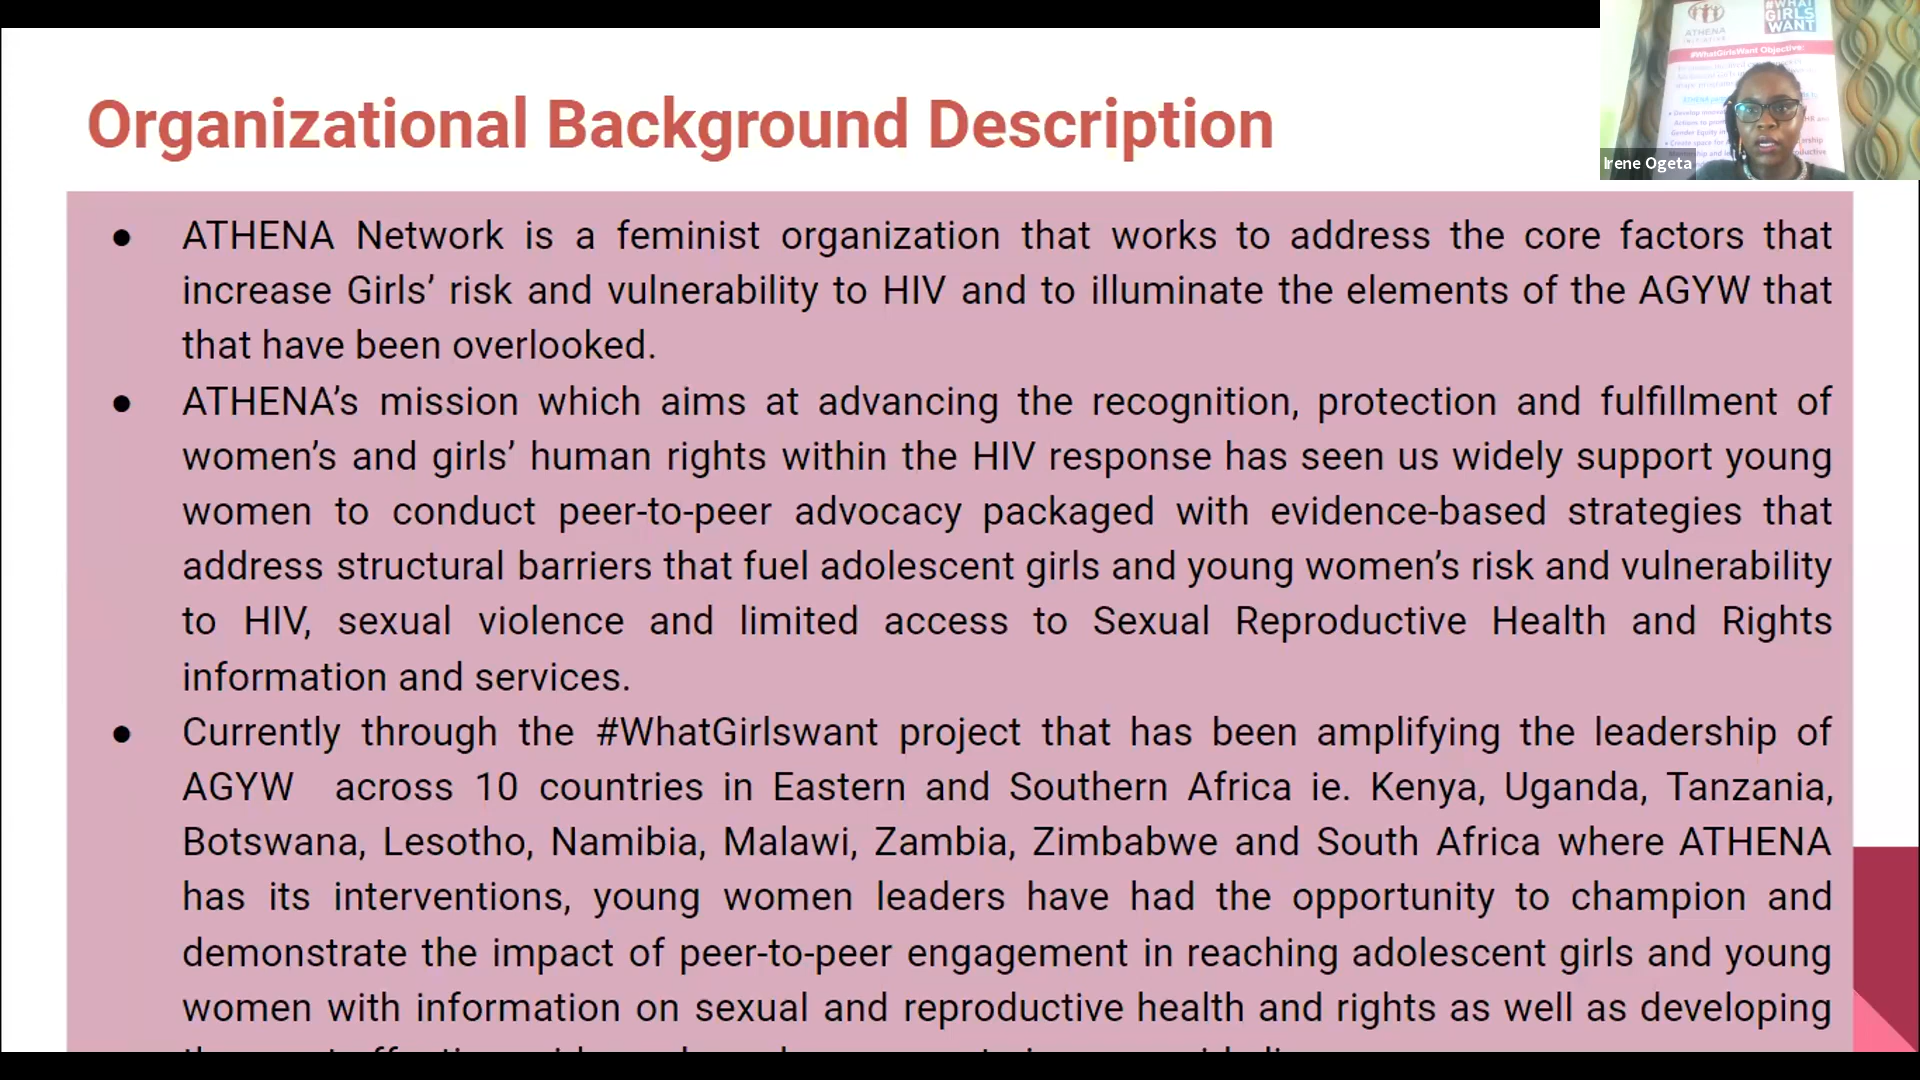 Organizational Background Description
ATHENA
#WHAT
GIRLS
WANT
#WhatGirlsWant Objective:
Irene Ogeta
● ATHENA Network is a feminist organization that works to address the core factors that
increase Girls’ risk and vulnerability to HIV and to illuminate the elements of the AGYW that
that have been overlooked.
● ATHENA’s mission which aims at advancing the recognition, protection and fulfillment of
women’s and girls’ human rights within the HIV response has seen us widely support young
women to conduct peer-to-peer advocacy packaged with evidence-based strategies that
address structural barriers that fuel adolescent girls and young women’s risk and vulnerability
to HIV, sexual violence and limited access to Sexual Reproductive Health and Rights
information and services.
● Currently through the #WhatGirlswant project that has been amplifying the leadership of
AGYW across 10 countries in Eastern and Southern Africa ie. Kenya, Uganda, Tanzania,
Botswana, Lesotho, Namibia, Malawi, Zambia, Zimbabwe and South Africa where ATHENA
has its interventions, young women leaders have had the opportunity to champion and
demonstrate the impact of peer-to-peer engagement in reaching adolescent girls and young
women with information on sexual and reproductive health and rights as well as developing